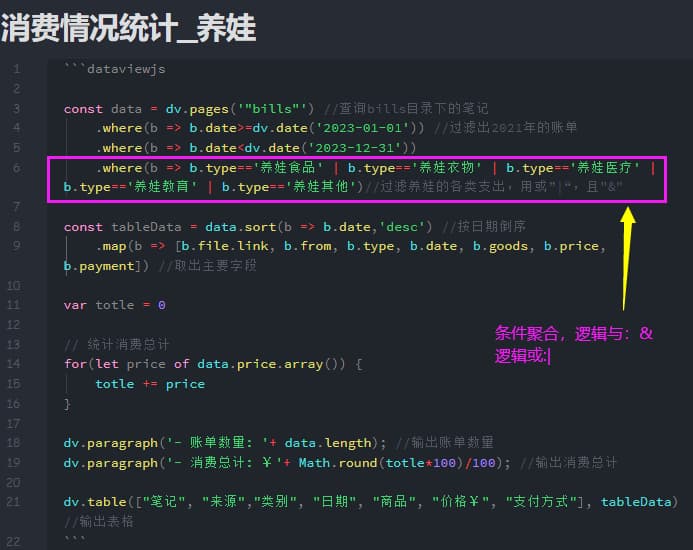 消费情况统计_养娃
1 ```dataviewjs
2
3 const data = dv.pages('"bills"') //查询bills目录下的笔记
4 .where(b => b.date>=dv.date('2023-01-01')) //过滤出2021年的账单
5 .where(b => b.date<dv.date('2023-12-31'))
6 .where(b => b.type=='养娃食品' | b.type=='养娃衣物' | b.type=='养娃医疗' |
b.type=='养娃教育' | b.type=='养娃其他')//过滤养娃的各类支出，用或"|“，且"&"
7
8 const tableData = data.sort(b => b.date,'desc') //按日期倒序
9 .map(b => [b.file.link, b.from, b.type, b.date, b.goods, b.price,
b.payment]) //取出主要字段
10
11 var totle = 0
12
13 // 统计消费总计
14 for(let price of data.price.array()) {
15 totle += price
16 }
17
18 dv.paragraph('- 账单数量: '+ data.length); //输出账单数量
19 dv.paragraph('- 消费总计: ￥'+ Math.round(totle*100)/100); //输出消费总计
20
21 dv.table(["笔记", "来源","类别", "日期", "商品", "价格￥", "支付方式"], tableData)
//输出表格
22 ```
条件聚合，逻辑与：&
逻辑或:|